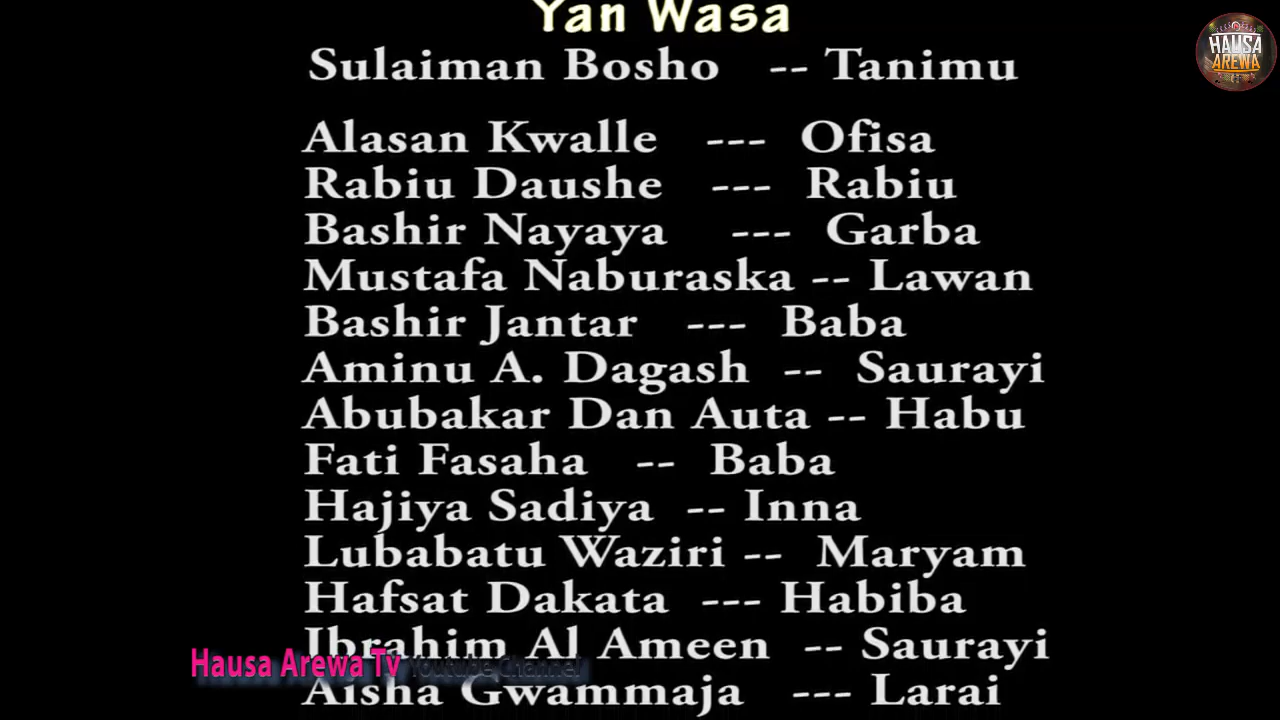 Yan Wasa
HAUSA
AREWA
Sulaiman Bosho -- Tanimu
Alasan Kwalle --- Ofisa
Rabiu Daushe --- Rabiu
Bashir Nayaya --- Garba
Mustafa Naburaska -- Lawan
Bashir Jantar --- Baba
Aminu A. Dagash -- Saurayi
Abubakar Dan Auta -- Habu
Fati Fasaha -- Baba
Hajiya Sadiya -- Inna
Lubabatu Waziri -- Maryam
Hafsat Dakata --- Habiba
Ibrahim Al Ameen -- Saurayi
Hausa Arewa Tv Youtube Channel
Aisha Gwammaja --- Larai